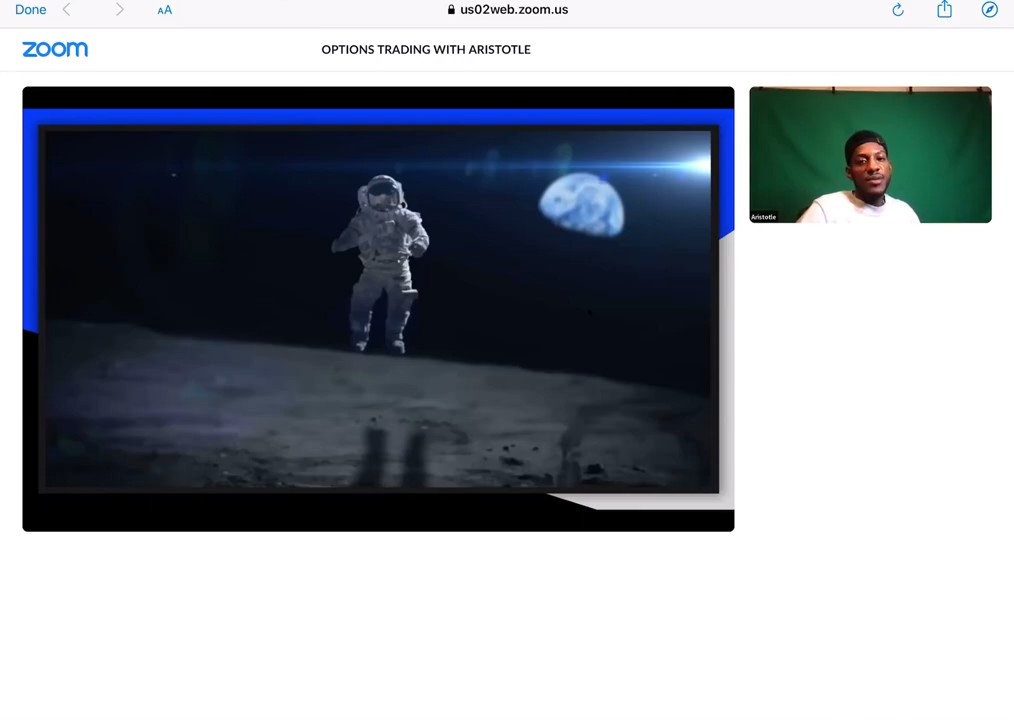 Done
AA
us02web.zoom.us
zoom
OPTIONS TRADING WITH ARISTOTLE
Aristotle